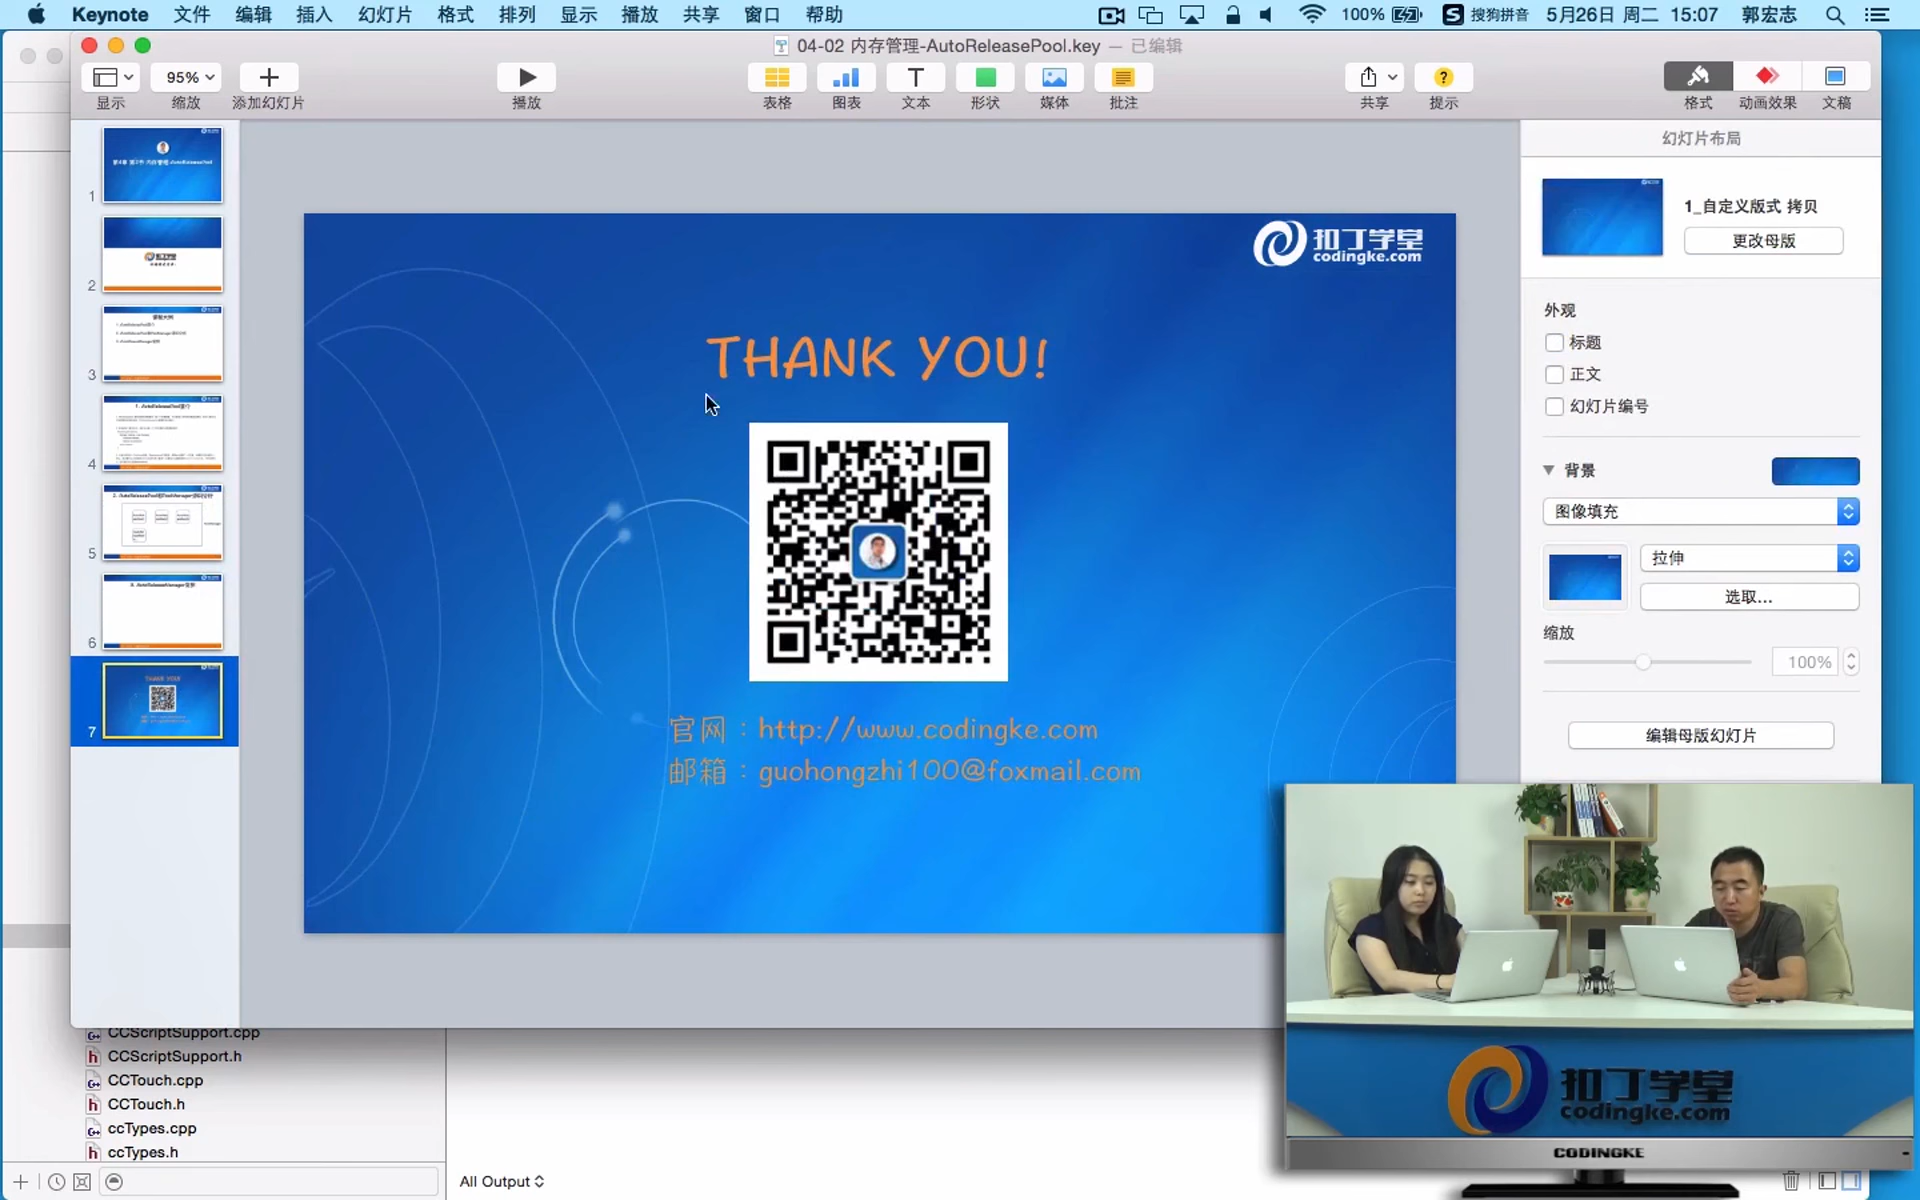 Keynote 文件 编辑 插入 幻灯片 格式 排列 显示 播放 共享 窗口 帮助 100% S 搜狗拼音 5月26日 周二 15:07 郭宏志
04-02 内存管理-AutoReleasePool.key — 已编辑
95% 
显示 缩放 添加幻灯片 播放 表格 图表 文本 形状 媒体 批注 共享 提示 格式 动画效果 文稿
1
2
3
4
5
6
7
扣丁学堂
codingke.com
THANK YOU!
官网：http://www.codingke.com
邮箱：guohongzhi100@foxmail.com
幻灯片布局
1_自定义版式 拷贝
更改母版
外观
标题
正文
幻灯片编号
背景
图像填充
拉伸
选取...
缩放
100%
编辑母版幻灯片
CCScriptSupport.cpp
CCScriptSupport.h
CCTouch.cpp
CCTouch.h
ccTypes.cpp
ccTypes.h
All Output
扣丁学堂
codingke.com
CODINGKE